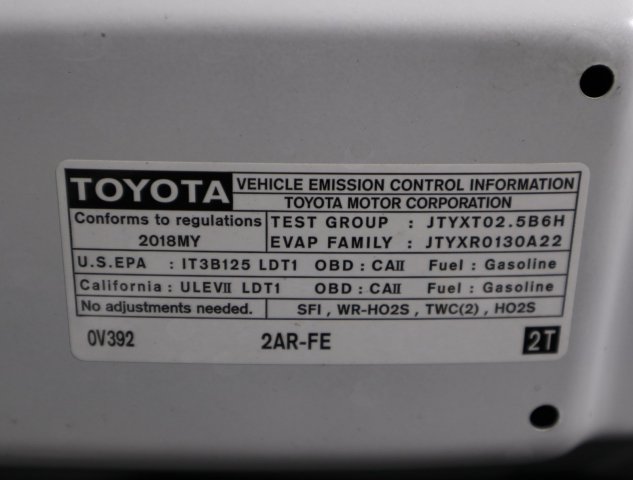 TOYOTA VEHICLE EMISSION CONTROL INFORMATION
TOYOTA MOTOR CORPORATION
Conforms to regulations TEST GROUP : JTYXT02.5B6H
2018MY EVAP FAMILY : JTYXR0130A22
U.S.EPA : IT3B125 LDT1 OBD : CAII Fuel : Gasoline
California : ULEVII LDT1 OBD : CAII Fuel : Gasoline
No adjustments needed. SFI , WR-HO2S , TWC(2) , HO2S
0V392 2AR-FE 2T